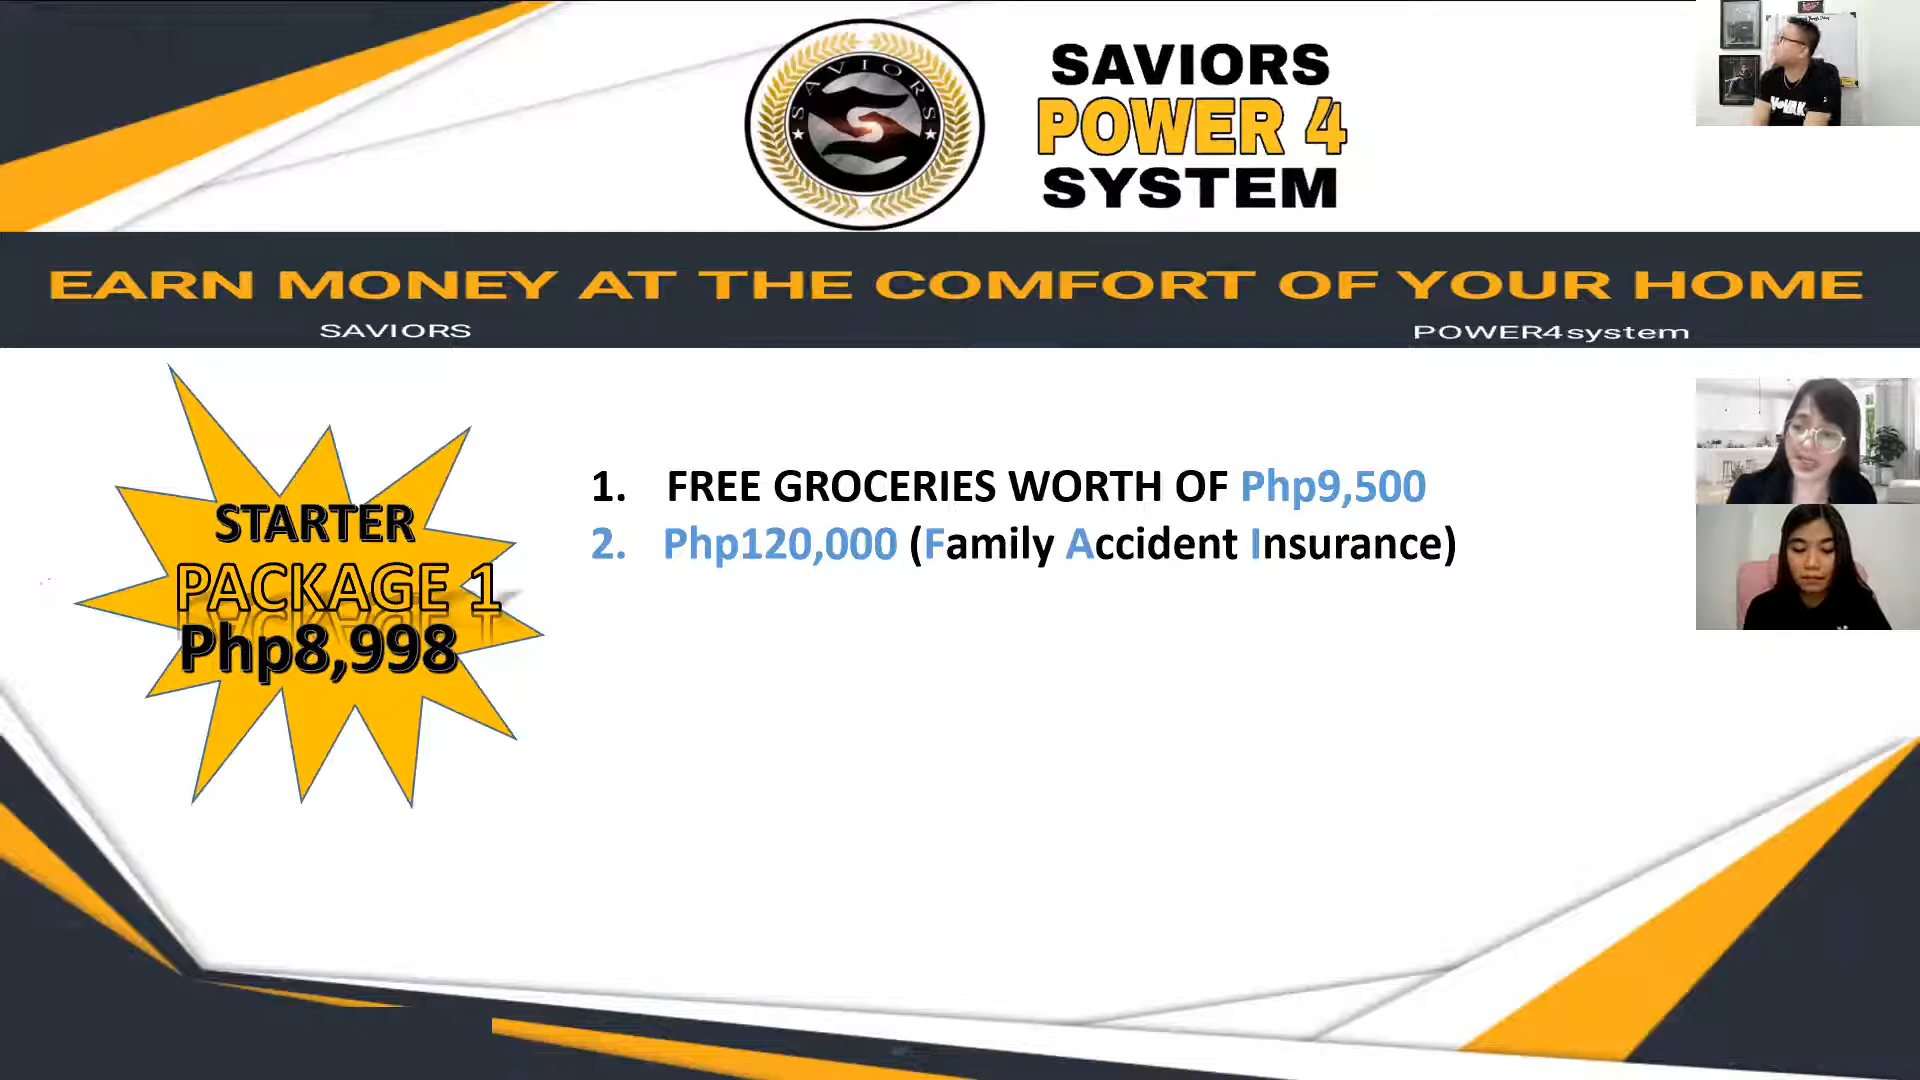 SAVIORS
SAVIORS
POWER 4
SYSTEM
EARN MONEY AT THE COMFORT OF YOUR HOME
SAVIORS
POWER4system
STARTER
PACKAGE 1
Php8,998
1. FREE GROCERIES WORTH OF Php9,500
2. Php120,000 (Family Accident Insurance)